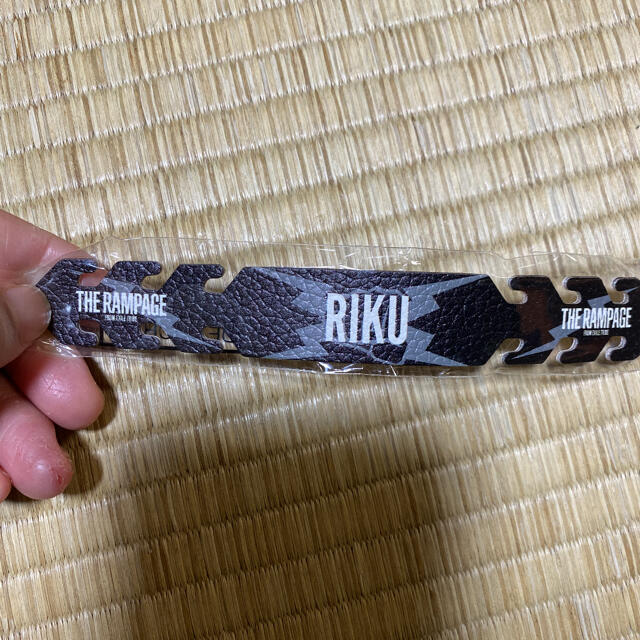 THE RAMPAGE
FROM EXILE TRIBE
RIKU
THE RAMPAGE
FROM EXILE TRIBE